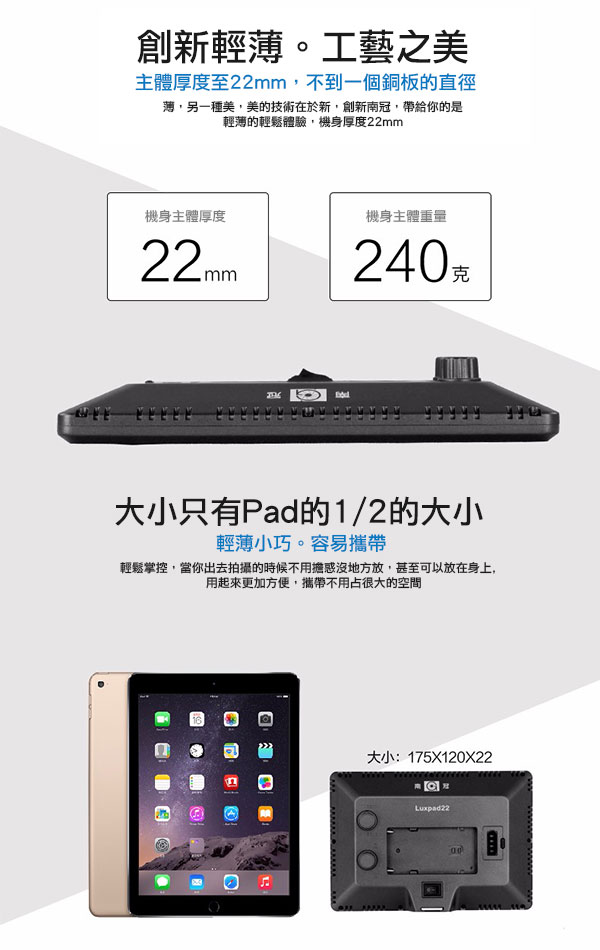 創新輕薄。工藝之美
主體厚度至22mm，不到一個銅板的直徑
薄，另一種美，美的技術在於新，創新南冠，帶給你的是
輕薄的輕鬆體驗，機身厚度22mm
機身主體厚度
22mm
機身主體重量
240克
大小只有Pad的1/2的大小
輕薄小巧。容易攜帶
輕鬆掌控，當你出去拍攝的時候不用擔惑沒地方放，甚至可以放在身上,
用起來更加方便，攜帶不用占很大的空間
大小: 175X120X22
南 冠
Luxpad22